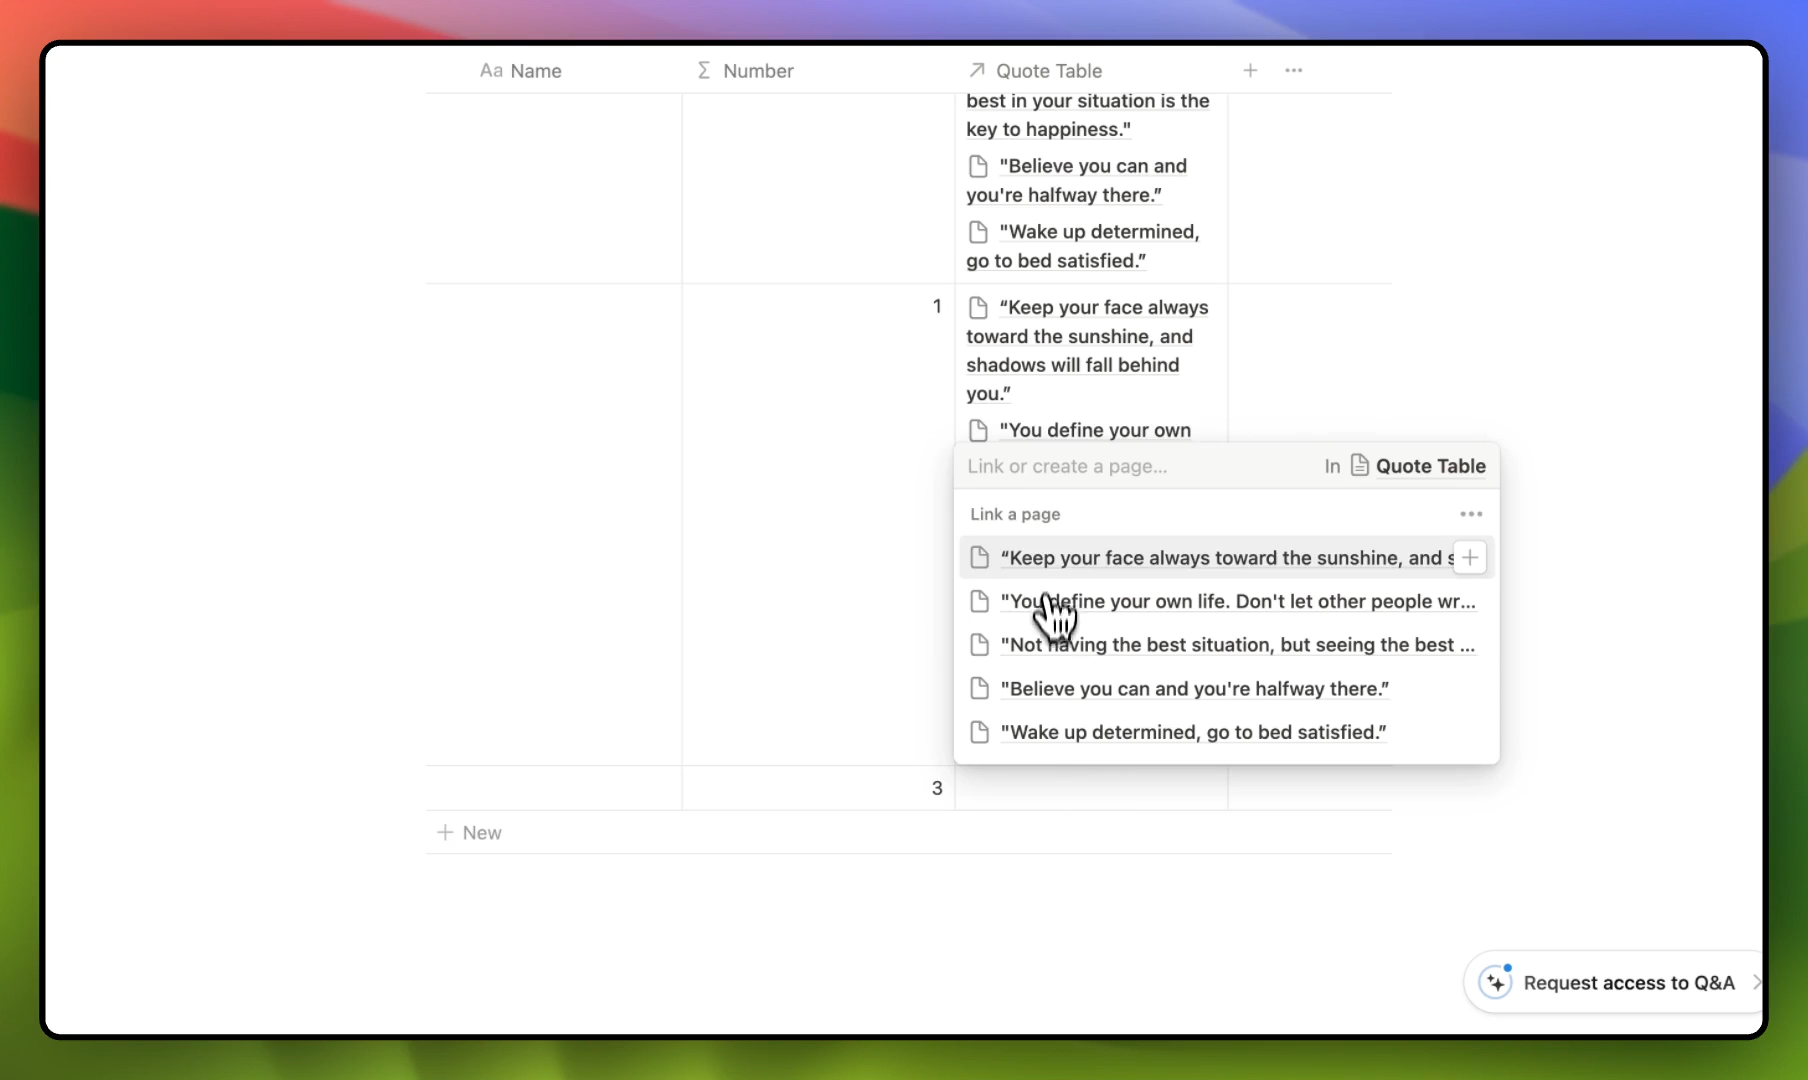 Aa Name
Σ Number
Quote Table
best in your situation is the
key to happiness."
"Believe you can and
you're halfway there.”
"Wake up determined,
go to bed satisfied.”
1
“Keep your face always
toward the sunshine, and
shadows will fall behind
you.”
"You define your own
Link or create a page...
In Quote Table
Link a page
“Keep your face always toward the sunshine, and s
"You define your own life. Don't let other people wr...
"Not having the best situation, but seeing the best ...
"Believe you can and you're halfway there.”
"Wake up determined, go to bed satisfied.”
3
+ New
Request access to Q&A